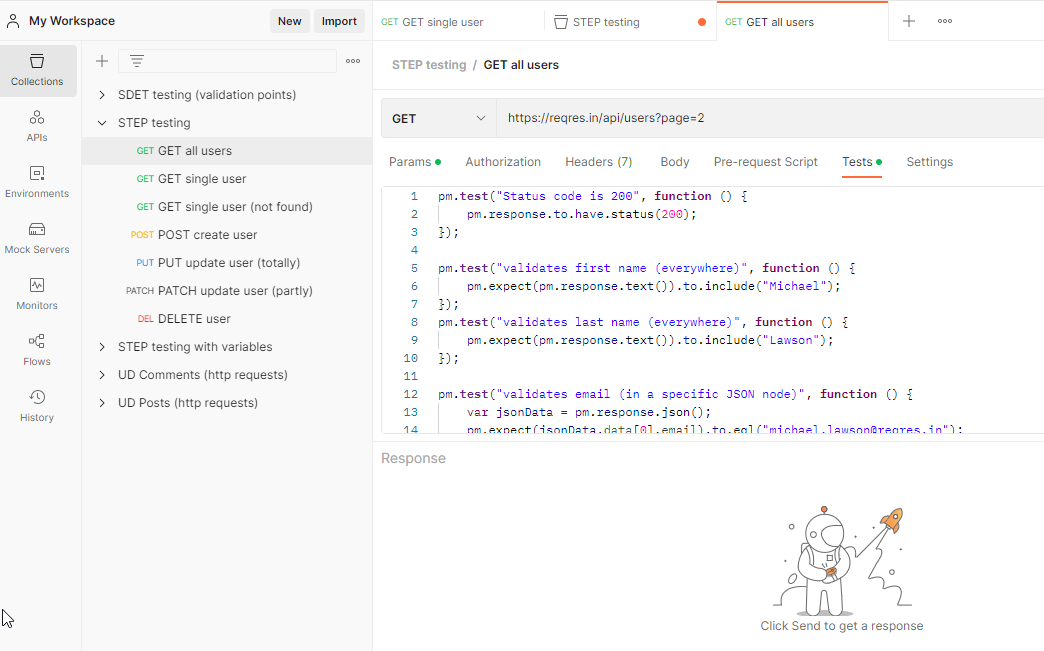 My Workspace
New
Import
GET GET single user
STEP testing
GET GET all users
Collections
APIs
Environments
Mock Servers
Monitors
Flows
History
SDET testing (validation points)
STEP testing
GET GET all users
GET GET single user
GET GET single user (not found)
POST POST create user
PUT PUT update user (totally)
PATCH PATCH update user (partly)
DEL DELETE user
STEP testing with variables
UD Comments (http requests)
UD Posts (http requests)
STEP testing / GET all users
GET https://reqres.in/api/users?page=2
Params Authorization Headers (7) Body Pre-request Script Tests Settings
1 pm.test("Status code is 200", function () {
2 pm.response.to.have.status(200);
3 });
4
5 pm.test("validates first name (everywhere)", function () {
6 pm.expect(pm.response.text()).to.include("Michael");
7 });
8 pm.test("validates last name (everywhere)", function () {
9 pm.expect(pm.response.text()).to.include("Lawson");
10 });
11
12 pm.test("validates email (in a specific JSON node)", function () {
13 var jsonData = pm.response.json();
14 pm.expect(jsonData.data[0].email).to.eql("michael.lawson@reqres.in");
Response
Click Send to get a response